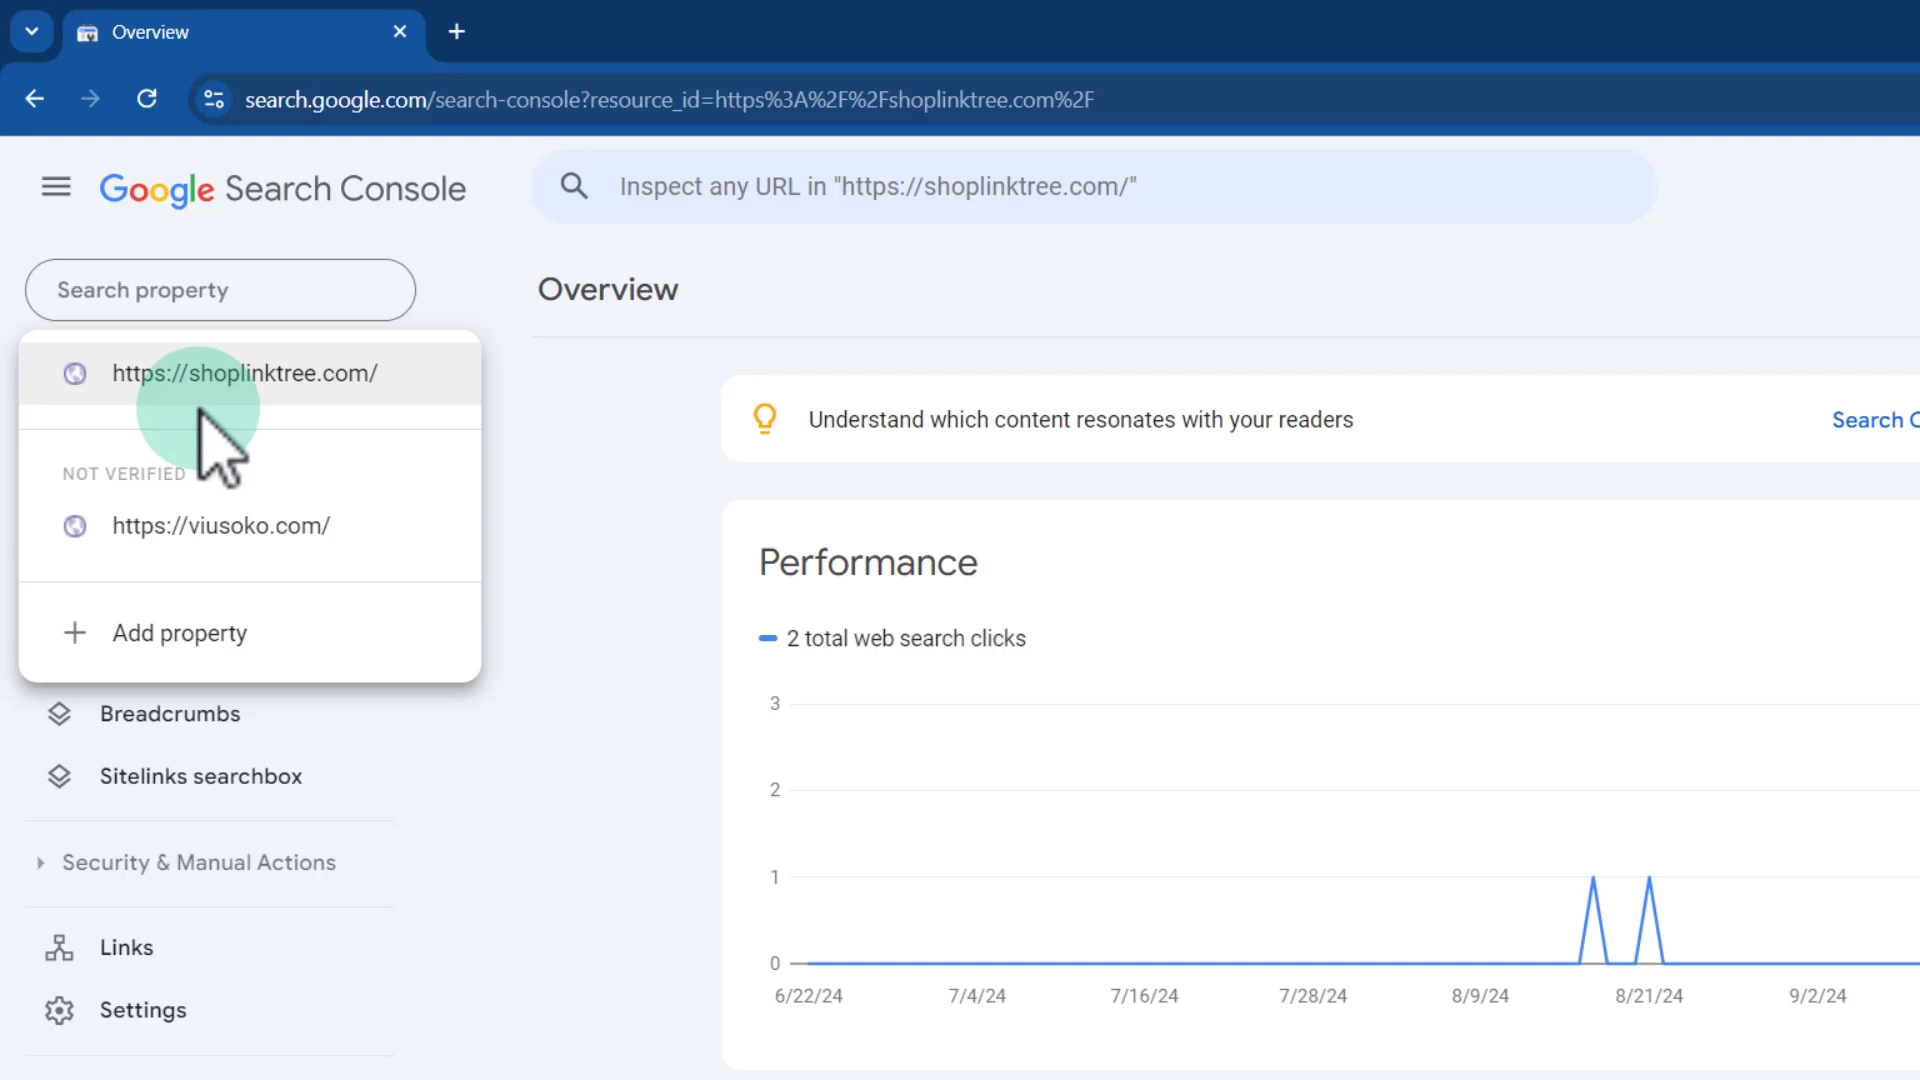 Overview
search.google.com/search-console?resource_id=https%3A%2F%2Fshoplinktree.com%2F
Google Search Console
Inspect any URL in "https://shoplinktree.com/"
Search property
Overview
https://shoplinktree.com/
NOT VERIFIED
https://viusoko.com/
Add property
Breadcrumbs
Sitelinks searchbox
Security & Manual Actions
Links
Settings
Understand which content resonates with your readers
Search
Performance
2 total web search clicks
3
2
1
0
6/22/24 7/4/24 7/16/24 7/28/24 8/9/24 8/21/24 9/2/24